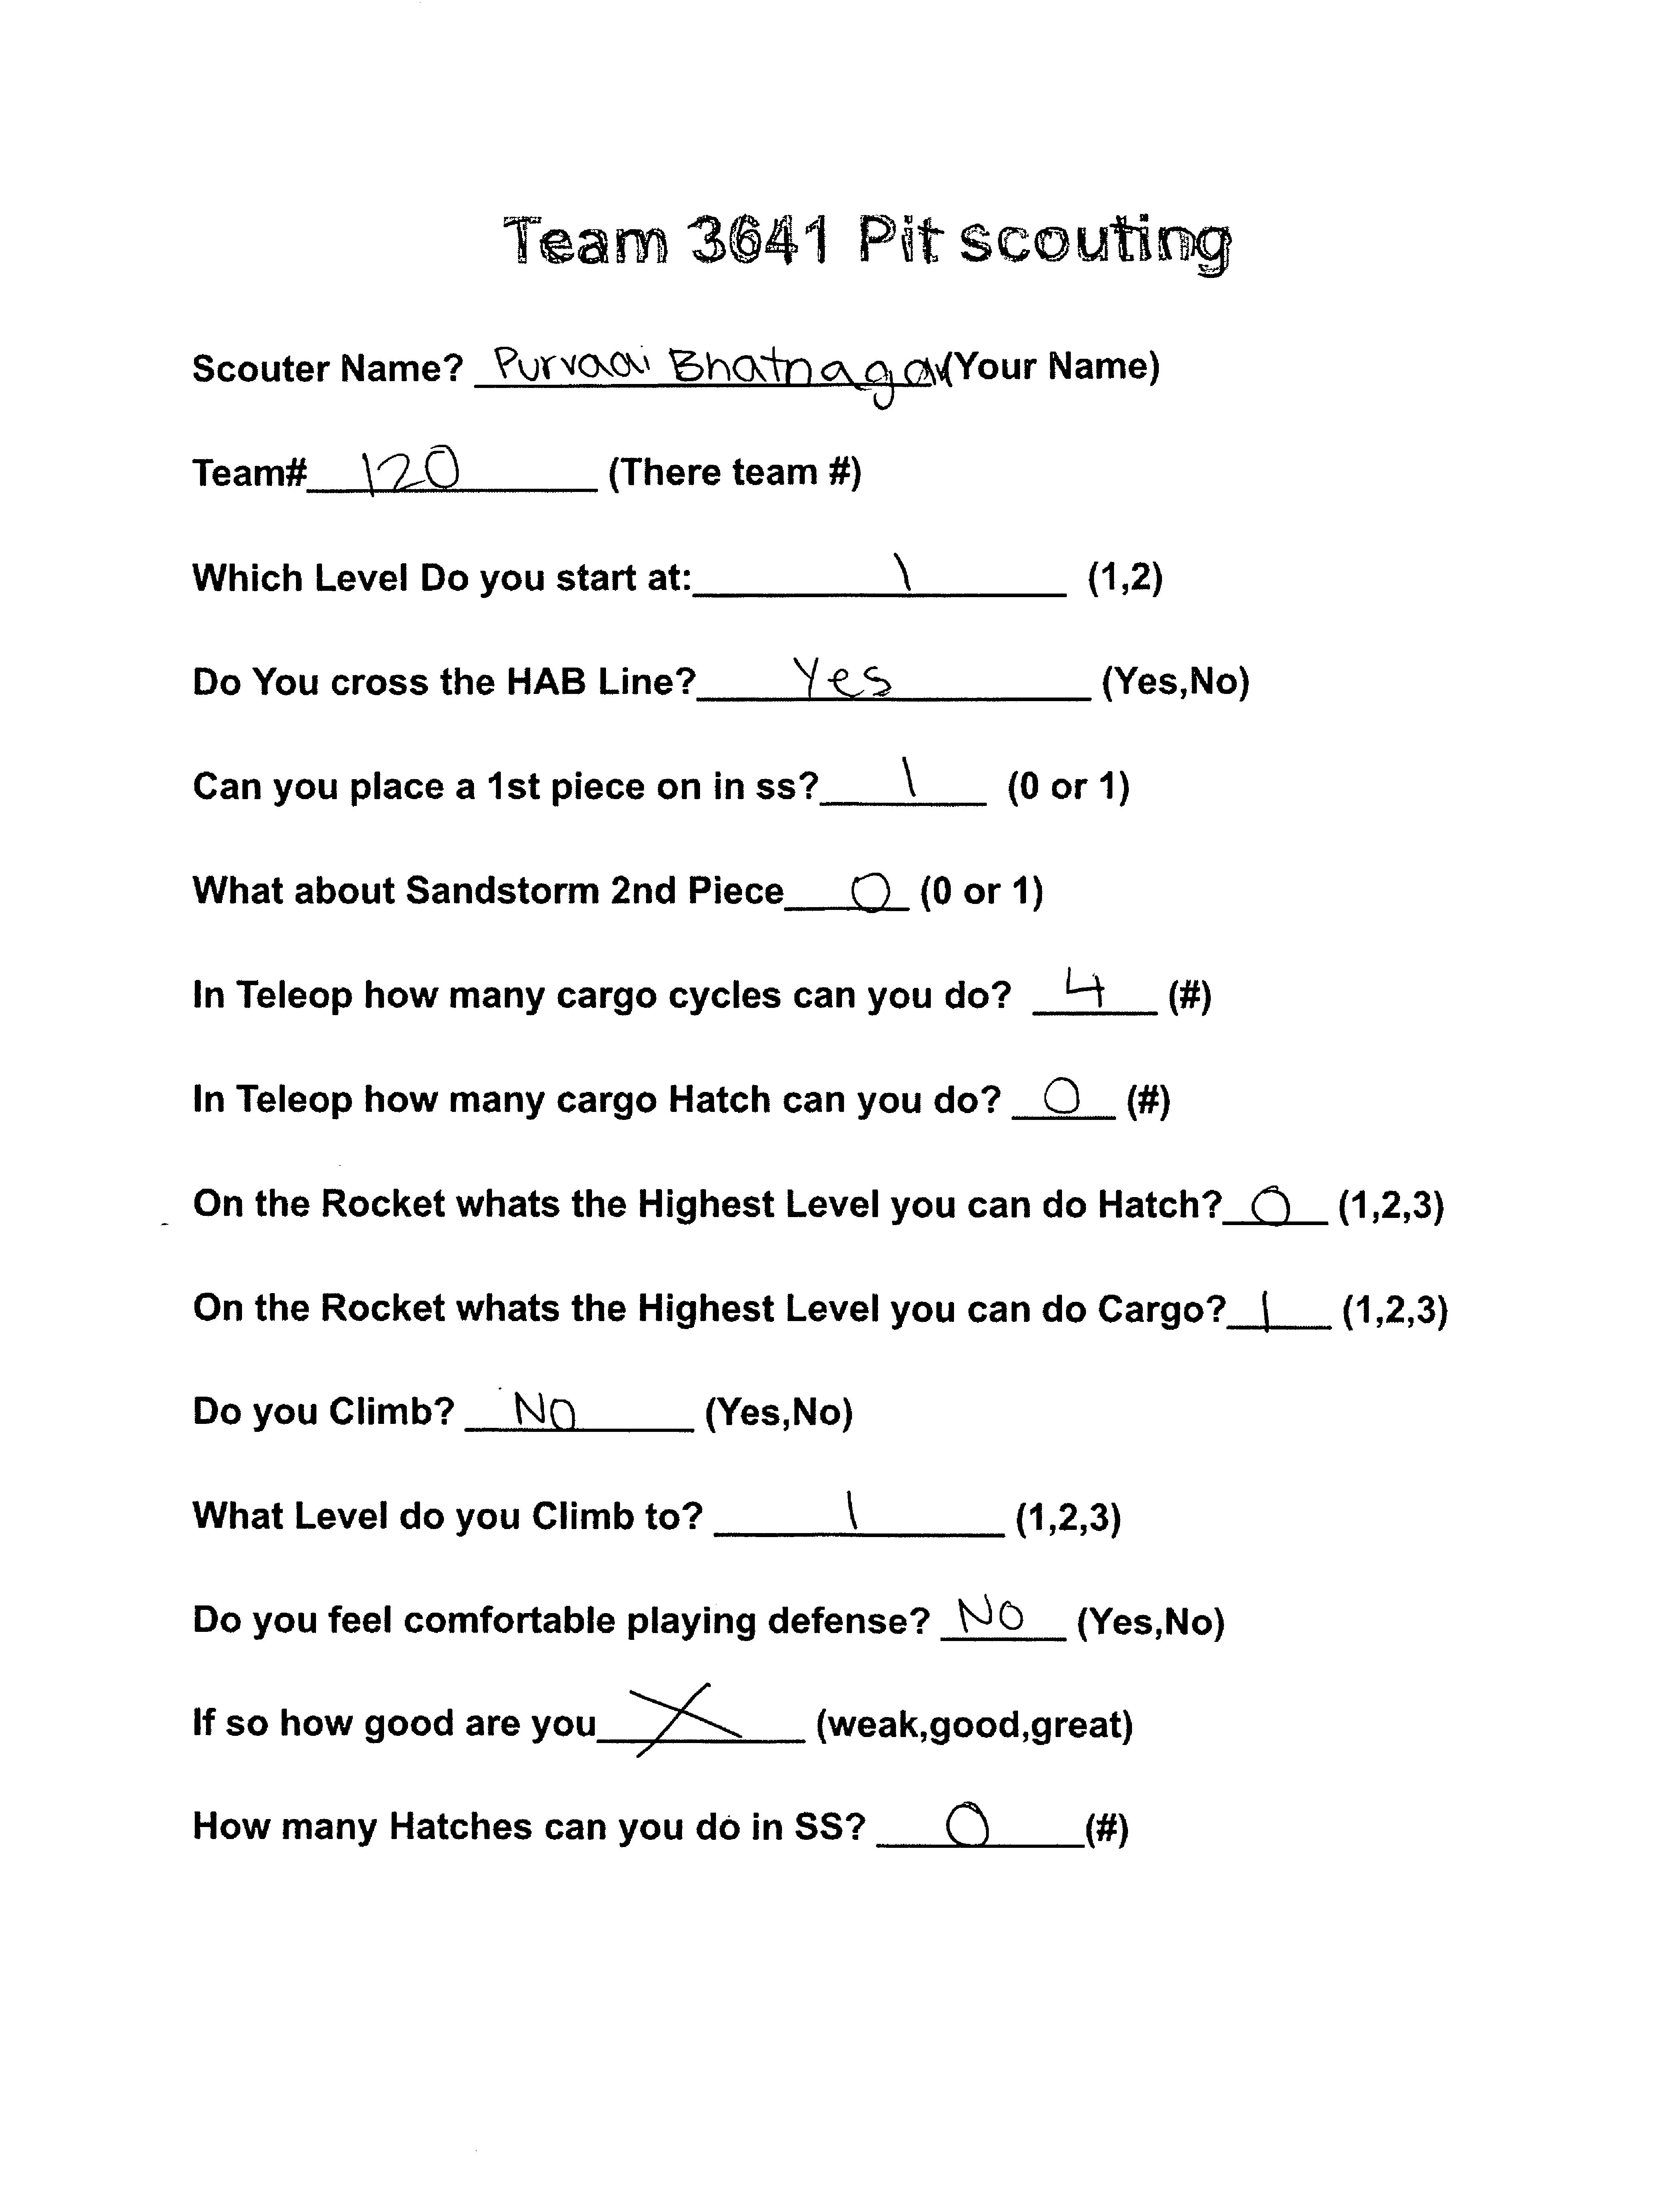 Team 3641 Pit scouting
Scouter Name? Purvaai Bhatnagar (Your Name)
Team# 120 (There team #)
Which Level Do you start at: 1 (1,2)
Do You cross the HAB Line? Yes (Yes,No)
Can you place a 1st piece on in ss? 1 (0 or 1)
What about Sandstorm 2nd Piece 0 (0 or 1)
In Teleop how many cargo cycles can you do? 4 (#)
In Teleop how many cargo Hatch can you do? 0 (#)
On the Rocket whats the Highest Level you can do Hatch? 0 (1,2,3)
On the Rocket whats the Highest Level you can do Cargo? 1 (1,2,3)
Do you Climb? No (Yes,No)
What Level do you Climb to? 1 (1,2,3)
Do you feel comfortable playing defense? No (Yes,No)
If so how good are you X (weak,good,great)
How many Hatches can you do in SS? 0 (#)